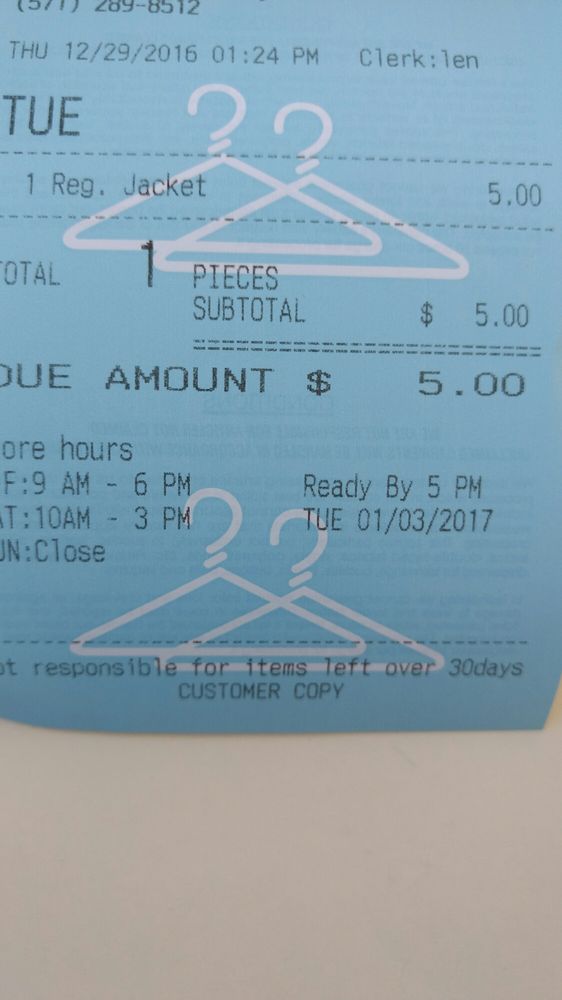 (571) 289-8512
THU 12/29/2016 01:24 PM Clerk:len
TUE
1 Reg. Jacket 5.00
OTAL 1 PIECES
SUBTOTAL $ 5.00
DUE AMOUNT $ 5.00
ore hours
F:9 AM - 6 PM Ready By 5 PM
AT:10AM - 3 PM TUE 01/03/2017
UN:Close
ot responsible for items left over 30days
CUSTOMER COPY